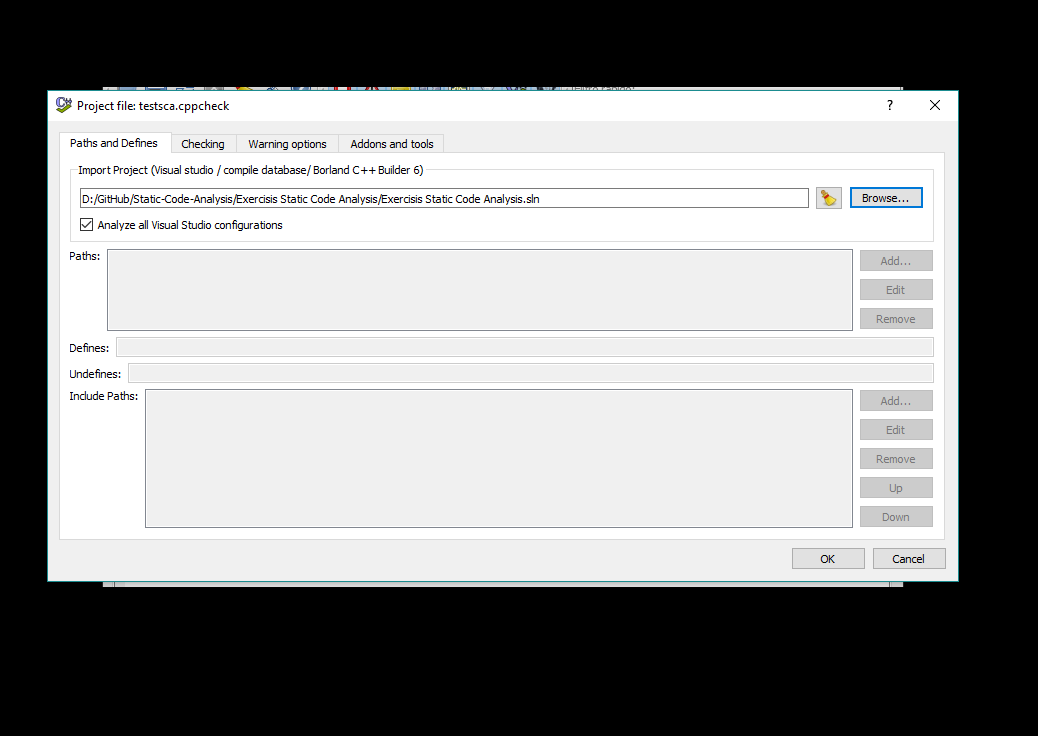 Project file: testsca.cppcheck
?
Paths and Defines
Checking
Warning options
Addons and tools
Import Project (Visual studio / compile database/ Borland C++ Builder 6)
D:/GitHub/Static-Code-Analysis/Exercisis Static Code Analysis/Exercisis Static Code Analysis.sln
Browse...
Analyze all Visual Studio configurations
Paths:
Add...
Edit
Remove
Defines:
Undefines:
Include Paths:
Add...
Edit
Remove
Up
Down
OK
Cancel